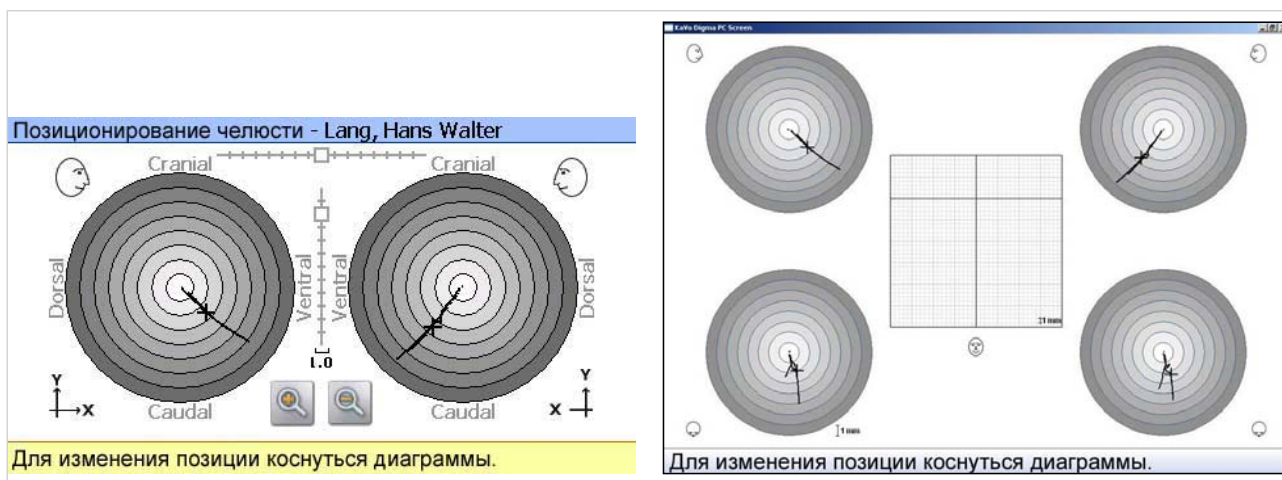 Позиционирование челюсти - Lang, Hans Walter
Cranial
Cranial
Dorsal
Ventral
Ventral
Dorsal
1.0
Y
X
Caudal
Caudal
Y
X
Для изменения позиции коснуться диаграммы.
KaVo Digma PC Screen
1 mm
1 mm
Для изменения позиции коснуться диаграммы.